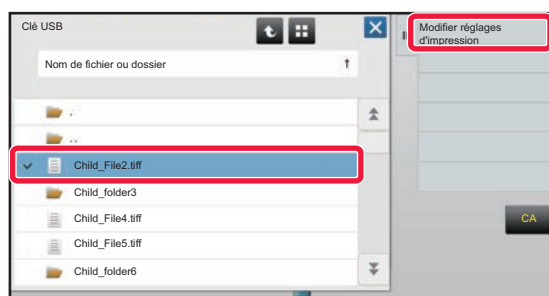 Clé USB
Nom de fichier ou dossier
.
..
Child_File2.tiff
Child_folder3
Child_File4.tiff
Child_File5.tiff
Child_folder6
Modifier réglages
d'impression
CA